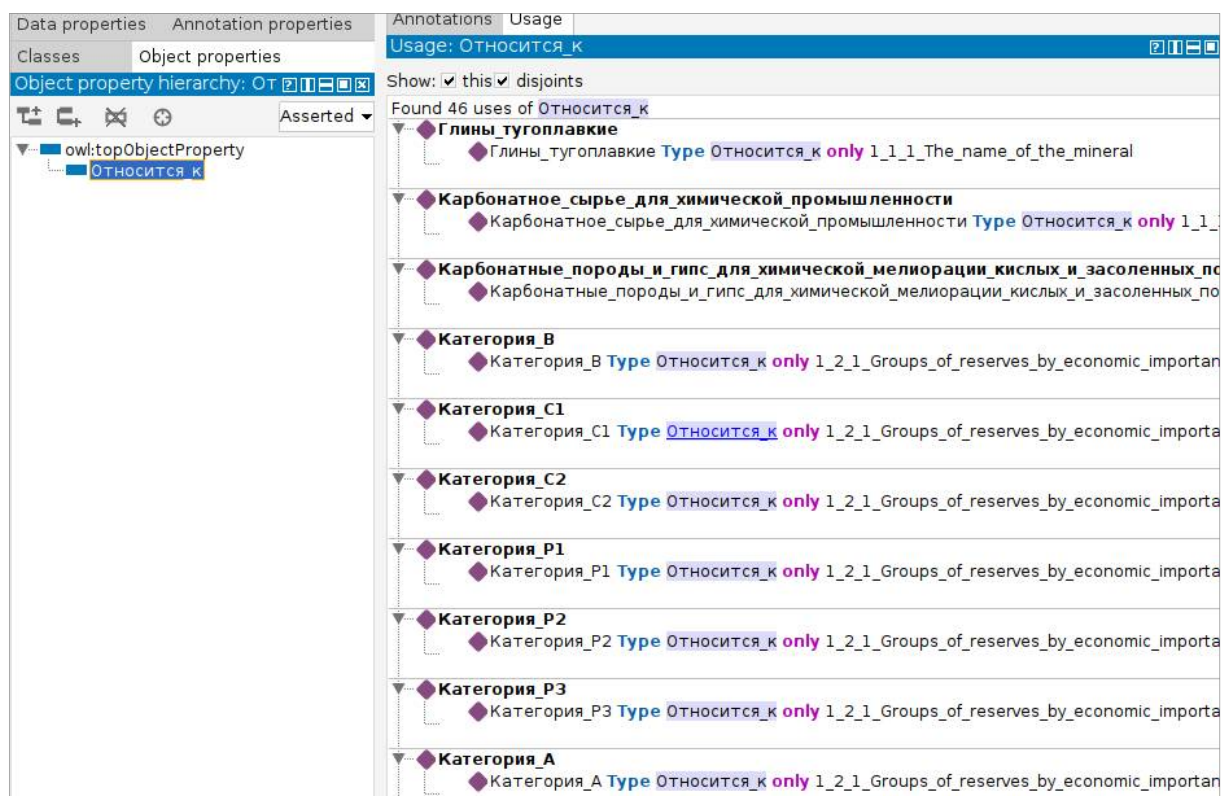 Data properties Annotation properties
Classes Object properties
Object property hierarchy: От
Asserted
owl:topObjectProperty
Относится_к
Annotations Usage
Usage: Относится_к
Show: this disjoints
Found 46 uses of Относится_к
Глины_тугоплавкие
Глины_тугоплавкие Type Относится_к only 1_1_1_The_name_of_the_mineral
Карбонатное_сырье_для_химической_промышленности
Карбонатное_сырье_для_химической_промышленности Type Относится_к only 1_1_
Карбонатные_породы_и_гипс_для_химической_мелиорации_кислых_и_засоленных_по
Карбонатные_породы_и_гипс_для_химической_мелиорации_кислых_и_засоленных_по
Категория_B
Категория_B Type Относится_к only 1_2_1_Groups_of_reserves_by_economic_importan
Категория_C1
Категория_C1 Type Относится_к only 1_2_1_Groups_of_reserves_by_economic_importa
Категория_C2
Категория_C2 Type Относится_к only 1_2_1_Groups_of_reserves_by_economic_importa
Категория_P1
Категория_P1 Type Относится_к only 1_2_1_Groups_of_reserves_by_economic_importa
Категория_P2
Категория_P2 Type Относится_к only 1_2_1_Groups_of_reserves_by_economic_importa
Категория_P3
Категория_P3 Type Относится_к only 1_2_1_Groups_of_reserves_by_economic_importa
Категория_А
Категория_А Type Относится_к only 1_2_1_Groups_of_reserves_by_economic_importan